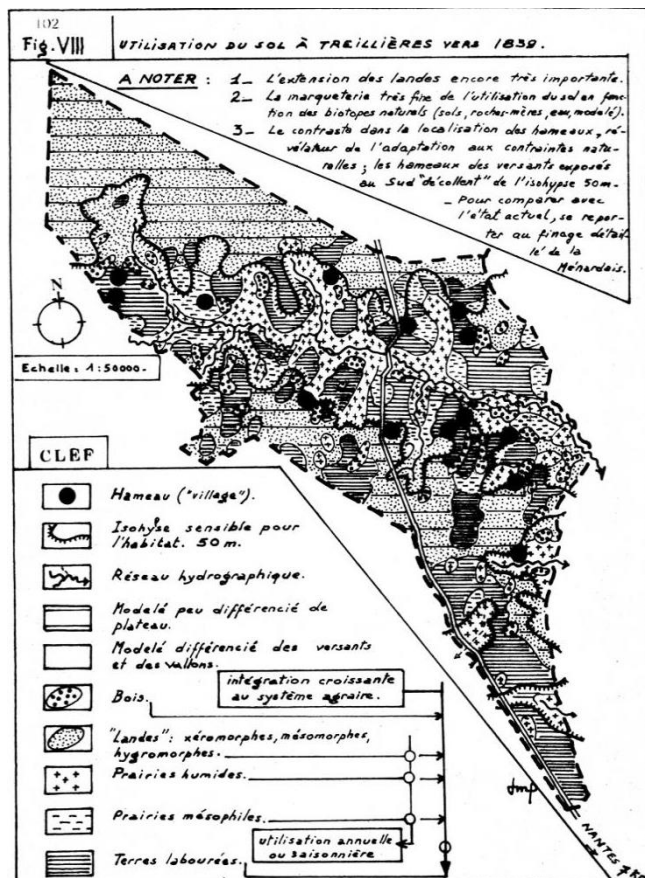 102
Fig. VIII
UTILISATION DU SOL À TREILLIÈRES VERS 1839.
A NOTER : 1_ L'extension des landes encore très importante.
2_ La marqueterie très fine de l'utilisation du sol en fonc
tion des biotopes naturels (sols, roches-mères, eau, modelé).
3_ Le contraste dans la localisation des hameaux, ré-
vélateur de l'adaptation aux contraintes natu-
relles ; les hameaux des versants exposés
au Sud "décollent" de l'isohypse 50m-
_ Pour comparer avec
l'état actuel, se repor-
ter au finage détail
lé de la
Ménardais.
N
Echelle: 1:50000-
CLEF
Hameau ("village").
Isohyse sensible pour
l'habitat. 50 m.
Réseau hydrographique.
Modelé peu différencié de
plateau.
Modelé différencié des versants
et des vallons.
intégration croissante
au système agraire.
Bois.
"Landes": xéromorphes, mésomorphes,
hygromorphes.
Prairies humides.
Prairies mésophiles.
utilisation annuelle
ou saisonnière
Terres labourées.
NANTES 7